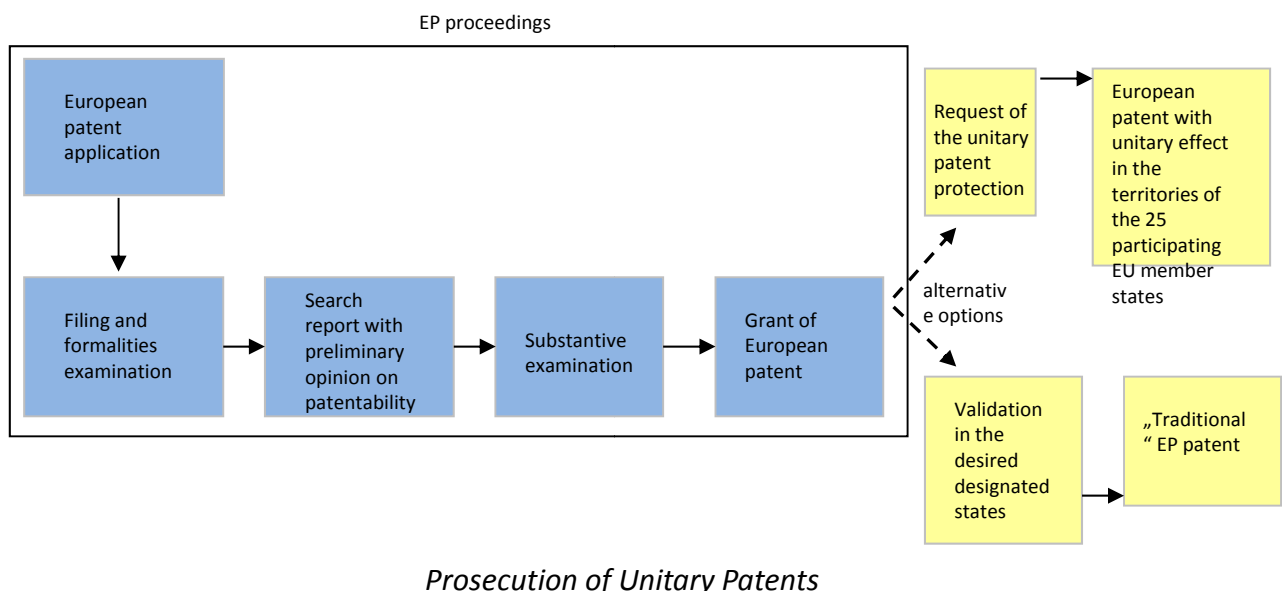 EP proceedings
European
patent
application
Filing and
formalities
examination
Search
report with
preliminary
opinion on
patentability
Substantive
examination
Grant of
European
patent
alternativ
e options
Request of
the unitary
patent
protection
European
patent with
unitary effect
in the
territories of
the 25
participating
EU member
states
Validation
in the
desired
designated
states
„Traditional
“ EP patent
Prosecution of Unitary Patents